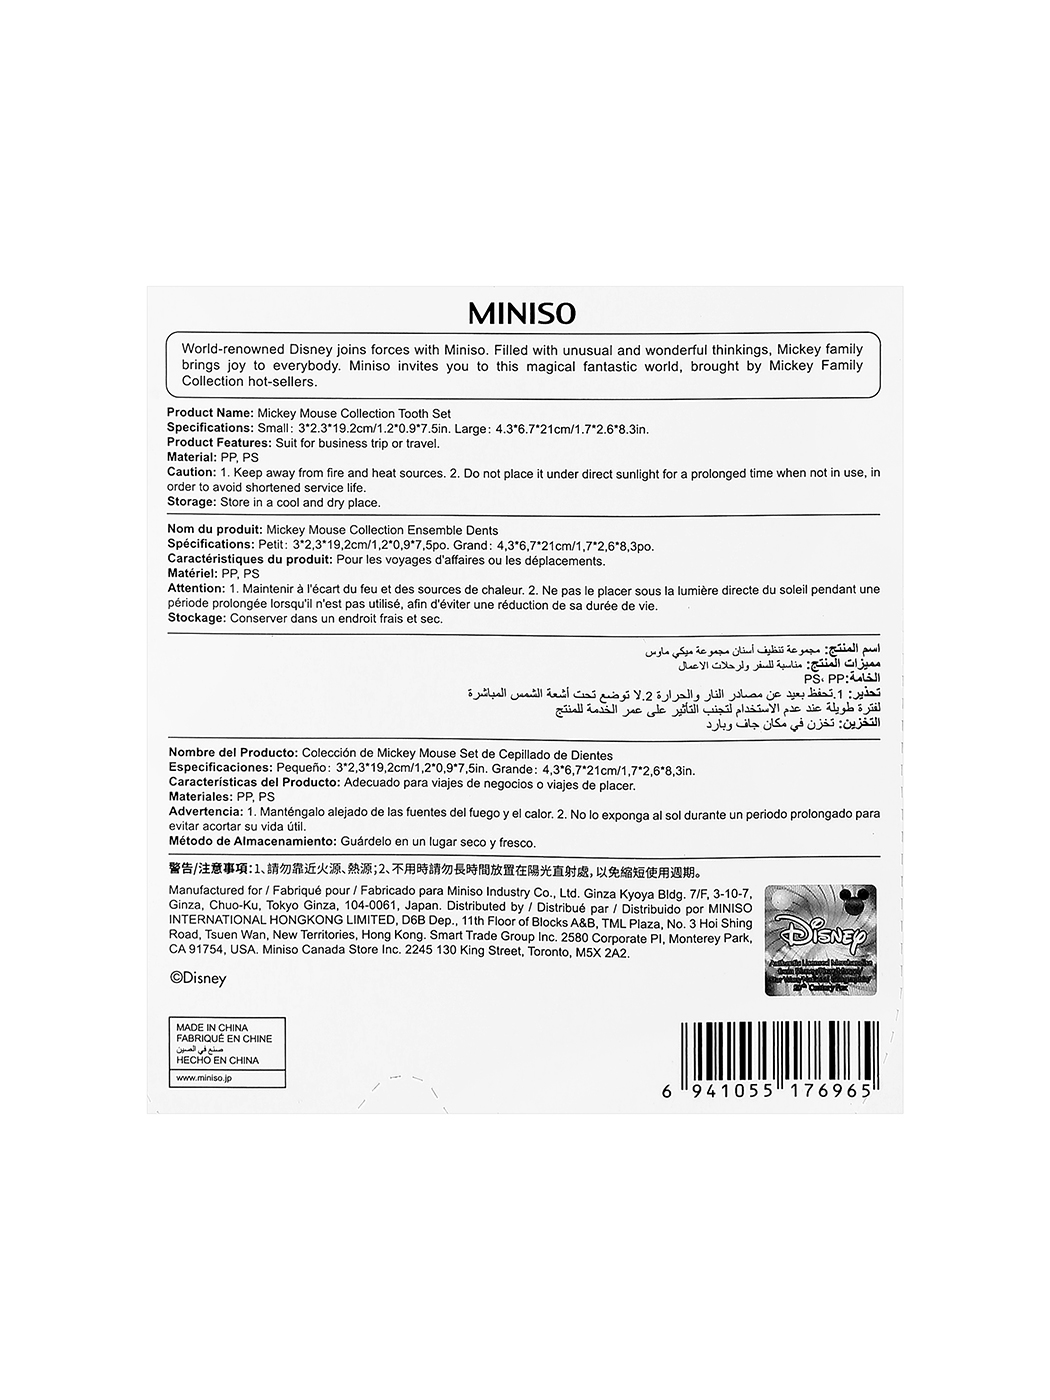 MINISO
World-renowned Disney joins forces with Miniso. Filled with unusual and wonderful thinkings, Mickey family
brings joy to everybody. Miniso invites you to this magical fantastic world, brought by Mickey Family
Collection hot-sellers.
Product Name: Mickey Mouse Collection Tooth Set
Specifications: Small: 3*2.3*19.2cm/1.2*0.9*7.5in. Large: 4.3*6.7*21cm/1.7*2.6*8.3in.
Product Features: Suit for business trip or travel.
Material: PP, PS
Caution: 1. Keep away from fire and heat sources. 2. Do not place it under direct sunlight for a prolonged time when not in use, in
order to avoid shortened service life.
Storage: Store in a cool and dry place.
Nom du produit: Mickey Mouse Collection Ensemble Dents
Spécifications: Petit: 3*2,3*19,2cm/1,2*0,9*7,5po. Grand: 4,3*6,7*21cm/1,7*2,6*8,3po.
Caractéristiques du produit: Pour les voyages d'affaires ou les déplacements.
Matériel: PP, PS
Attention: 1. Maintenir à l'écart du feu et des sources de chaleur. 2. Ne pas le placer sous la lumière directe du soleil pendant une
période prolongée lorsqu'il n'est pas utilisé, afin d'éviter une réduction de sa durée de vie.
Stockage: Conserver dans un endroit frais et sec.
اسم المنتج: مجموعة تنظيف أسنان مجموعة ميكي ماوس
مميزات المنتج: مناسبة للسفر ولرحلات الاعمال
الخامة: PS، PP
تحذير: 1.تحفظ بعيد عن مصادر النار والحرارة 2.لا توضع تحت أشعة الشمس المباشرة
لفترة طويلة عند عدم الاستخدام لتجنب التأثير على عمر الخدمة للمنتج
التخزين: تخزن في مكان جاف وبارد
Nombre del Producto: Colección de Mickey Mouse Set de Cepillado de Dientes
Especificaciones: Pequeño: 3*2,3*19,2cm/1,2*0,9*7,5in. Grande: 4,3*6,7*21cm/1,7*2,6*8,3in.
Características del Producto: Adecuado para viajes de negocios o viajes de placer.
Materiales: PP, PS
Advertencia: 1. Manténgalo alejado de las fuentes del fuego y el calor. 2. No lo exponga al sol durante un periodo prolongado para
evitar acortar su vida útil.
Método de Almacenamiento: Guárdelo en un lugar seco y fresco.
警告/注意事項:1、請勿靠近火源、熱源;2、不用時請勿長時間放置在陽光直射處，以免縮短使用週期。
Manufactured for / Fabriqué pour / Fabricado para Miniso Industry Co., Ltd. Ginza Kyoya Bldg. 7/F, 3-10-7,
Ginza, Chuo-Ku, Tokyo Ginza, 104-0061, Japan. Distributed by / Distribué par / Distribuido por MINISO
INTERNATIONAL HONGKONG LIMITED, D6B Dep., 11th Floor of Blocks A&B, TML Plaza, No. 3 Hoi Shing
Road, Tsuen Wan, New Territories, Hong Kong. Smart Trade Group Inc. 2580 Corporate Pl, Monterey Park,
CA 91754, USA. Miniso Canada Store Inc. 2245 130 King Street, Toronto, M5X 2A2.
Disney
Authentic Licensed Merchandise
20th Century Fox
©Disney
MADE IN CHINA
FABRIQUÉ EN CHINE
صنع في الصين
HECHO EN CHINA
www.miniso.jp
6 941055 176965